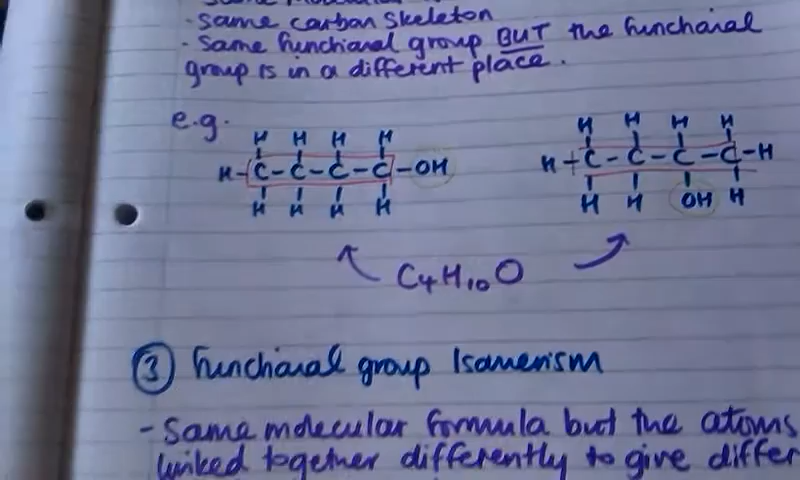 - same carbon skeleton
- same functional group BUT the functional
group is in a different place.
e.g.
H H H H
H-C-C-C-C-OH
H H H H
H H H H
H-C-C-C-C-H
H H OH H
C4H10O
③ Functional group Isomerism
- same molecular formula but the atoms
linked together differently to give differ